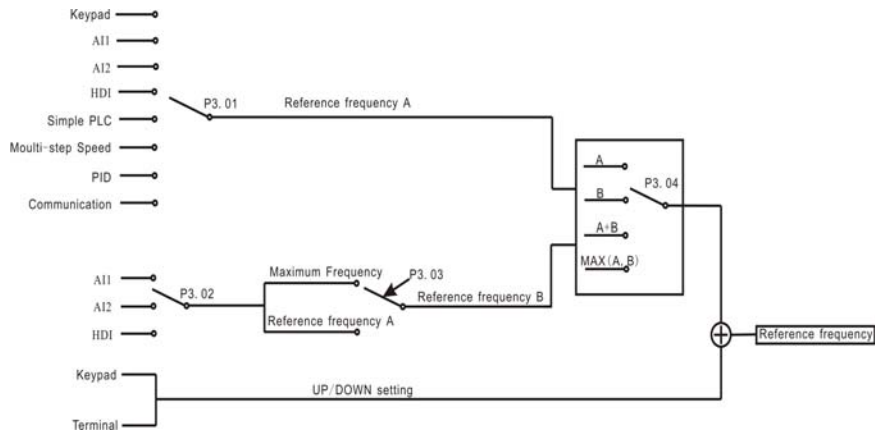 Keypad
AI1
AI2
HDI
P3. 01
Reference frequency A
Simple PLC
Moulti-step Speed
PID
Communication
A
B
P3. 04
A+B
MAX(A, B)
AI1
AI2
HDI
P3. 02
Maximum Frequency
P3. 03
Reference frequency B
Reference frequency A
Reference frequency
Keypad
UP/DOWN setting
Terminal